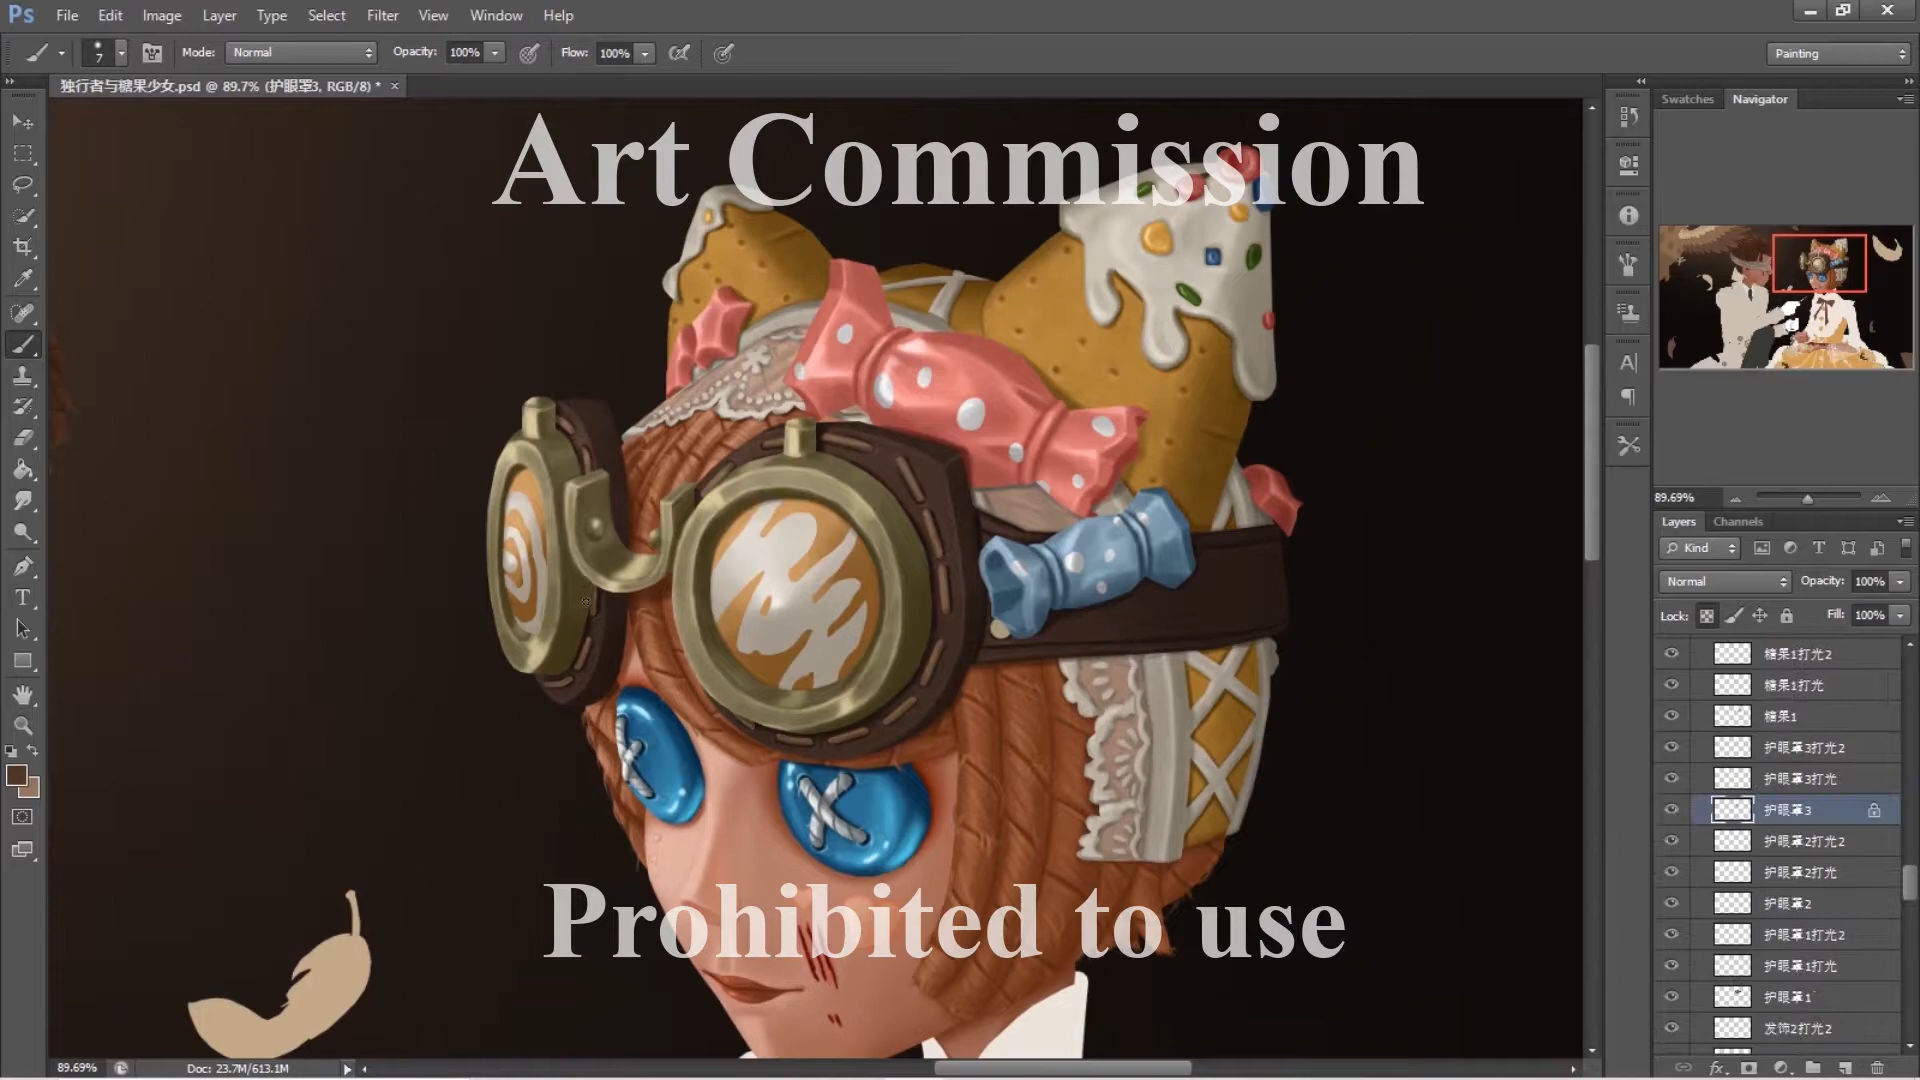 Ps File Edit Image Layer Type Select Filter View Window Help
7 Mode: Normal Opacity: 100% Flow: 100% Painting
独行者与糖果少女.psd @ 89.7% (护眼罩3, RGB/8) *
Swatches Navigator
Art Commission
89.69%
Layers Channels
Kind
Normal Opacity: 100%
Lock: Fill: 100%
糖果1打光2
糖果1打光
糖果1
护眼罩3打光2
护眼罩3打光
护眼罩3
护眼罩2打光2
护眼罩2打光
护眼罩2
护眼罩1打光2
护眼罩1打光
护眼罩1
发饰2打光2
Prohibited to use
89.69% Doc: 23.7M/613.1M